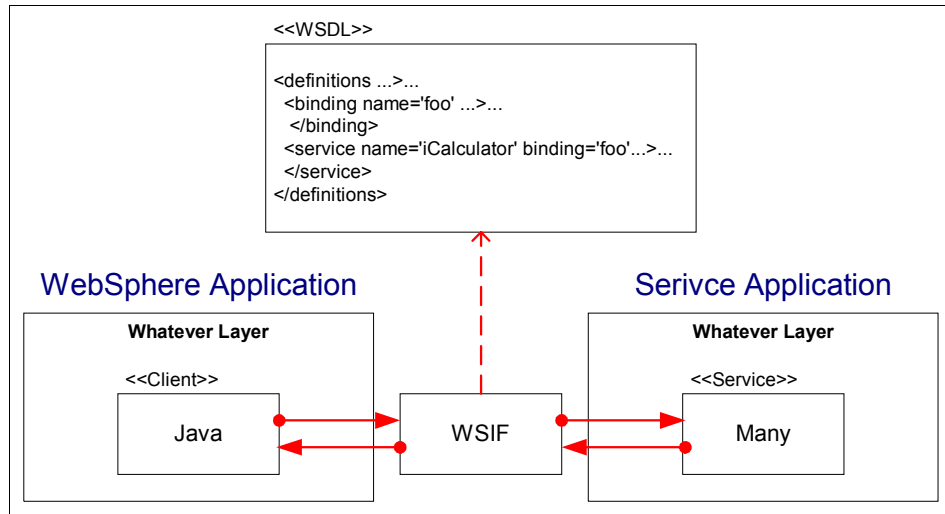 <<WSDL>>
<definitions ...>...
<binding name='foo' ...>...
</binding>
<service name='iCalculator' binding='foo'...>...
</service>
</definitions>
WebSphere Application
Serivce Application
Whatever Layer
Whatever Layer
<<Client>>
<<Service>>
Java
WSIF
Many